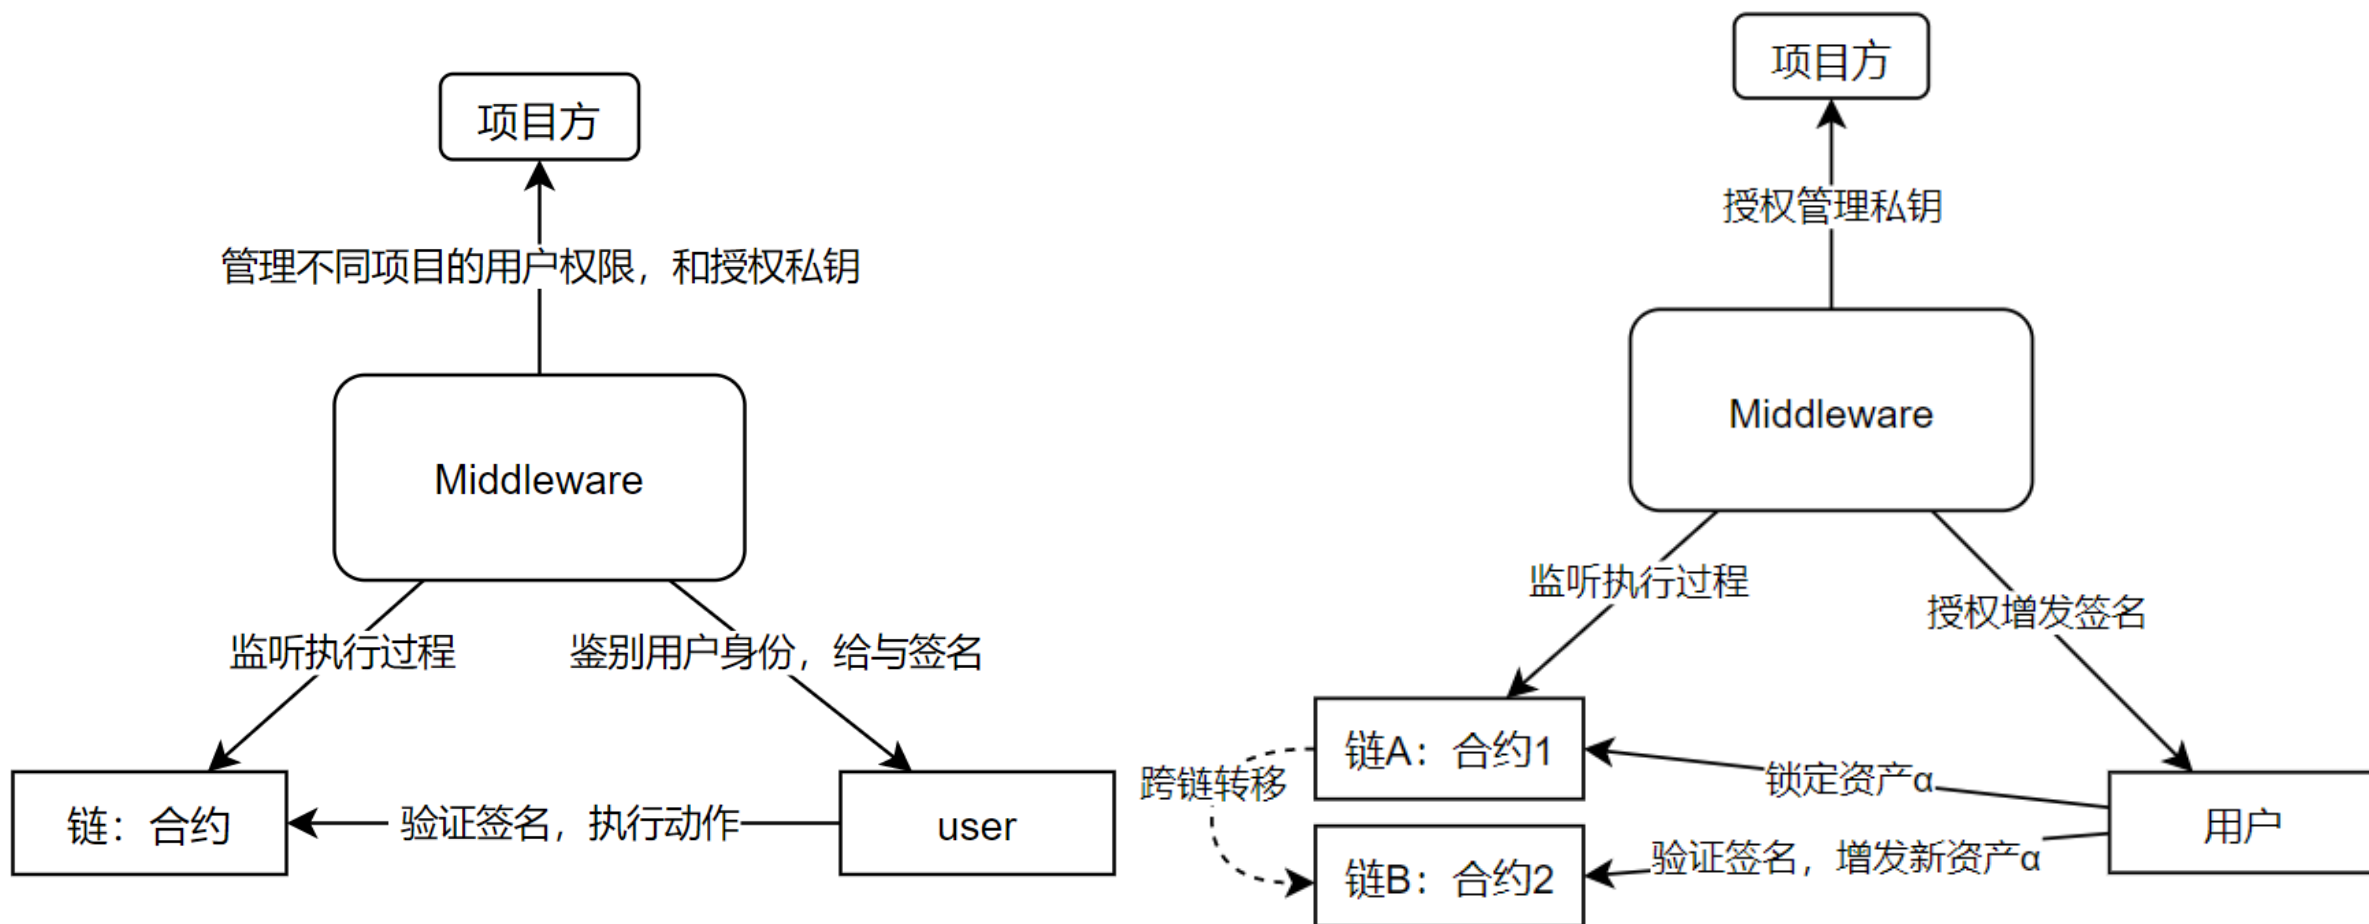 项目方
管理不同项目的用户权限，和授权私钥
Middleware
监听执行过程
鉴别用户身份，给与签名
链：合约
验证签名，执行动作
user
项目方
授权管理私钥
Middleware
监听执行过程
授权增发签名
链A：合约1
跨链转移
锁定资产α
用户
验证签名，增发新资产α
链B：合约2